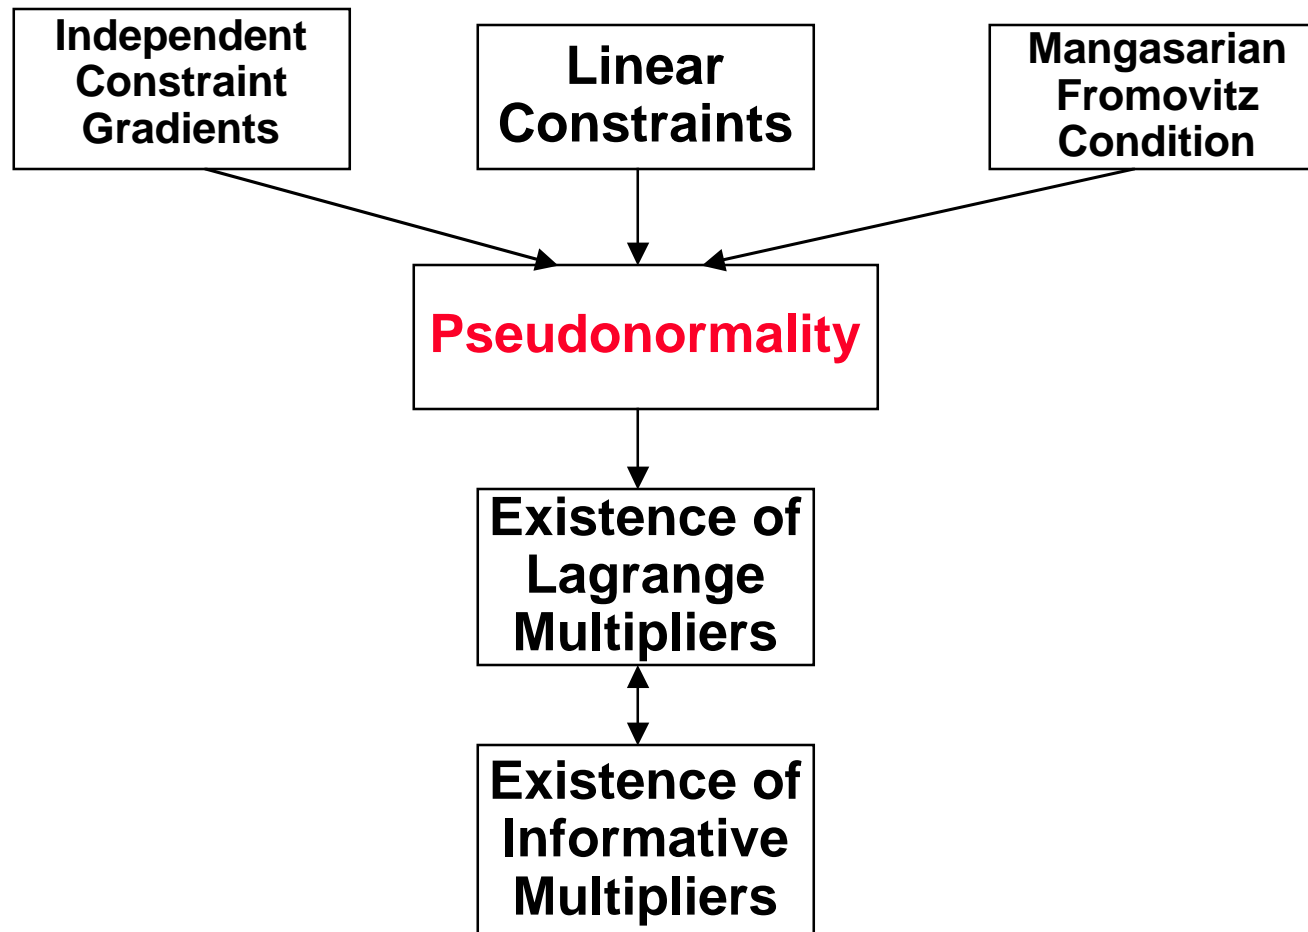 Independent
Constraint
Gradients
Linear
Constraints
Mangasarian
Fromovitz
Condition
Pseudonormality
Existence of
Lagrange
Multipliers
Existence of
Informative
Multipliers